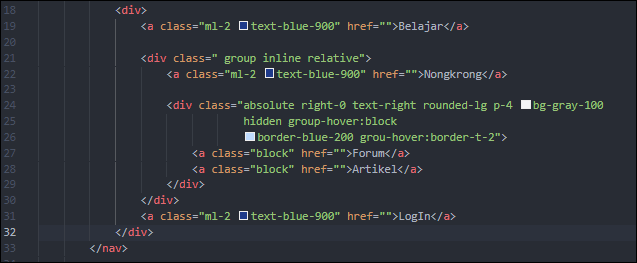 18 <div>
19 <a class="ml-2 text-blue-900" href="">Belajar</a>
20
21 <div class=" group inline relative">
22 <a class="ml-2 text-blue-900" href="">Nongkrong</a>
23
24 <div class="absolute right-0 text-right rounded-lg p-4 bg-gray-100
25 hidden group-hover:block
26 border-blue-200 grou-hover:border-t-2">
27 <a class="block" href="">Forum</a>
28 <a class="block" href="">Artikel</a>
29 </div>
30 </div>
31 <a class="ml-2 text-blue-900" href="">LogIn</a>
32 </div>
33 </nav>